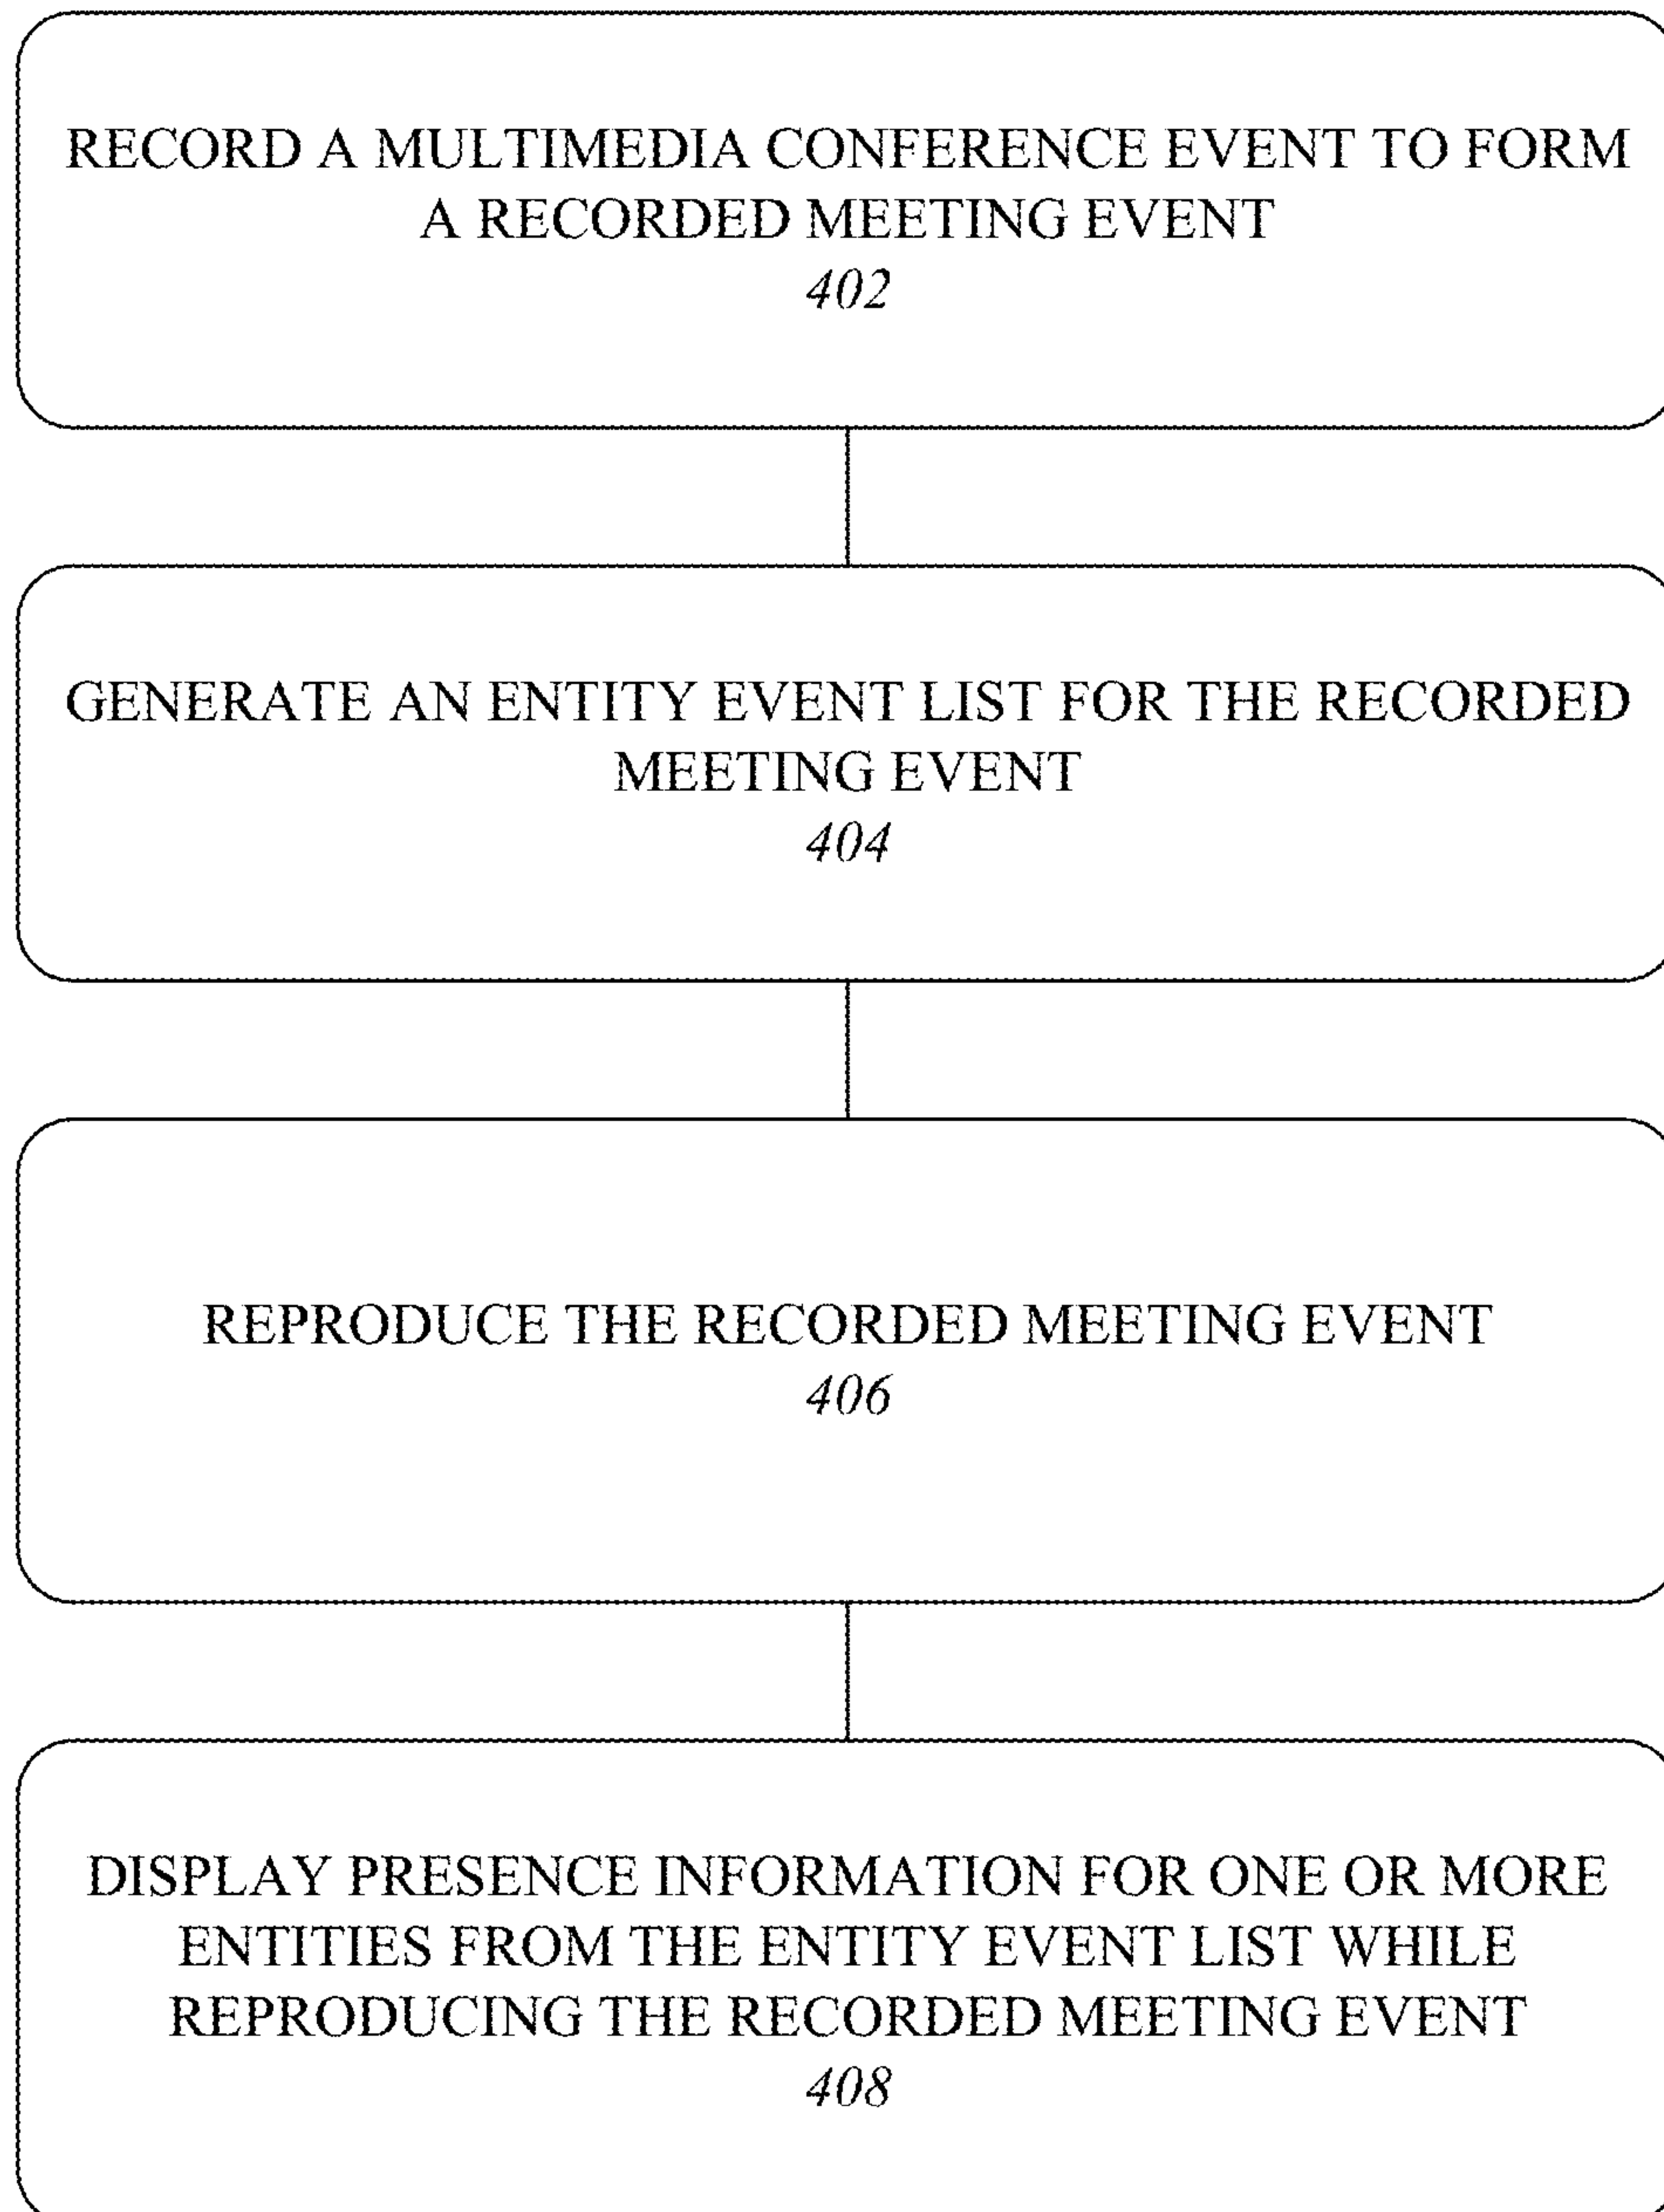 RECORD A MULTIMEDIA CONFERENCE EVENT TO FORM
A RECORDED MEETING EVENT
402
GENERATE AN ENTITY EVENT LIST FOR THE RECORDED
MEETING EVENT
404
REPRODUCE THE RECORDED MEETING EVENT
406
DISPLAY PRESENCE INFORMATION FOR ONE OR MORE
ENTITIES FROM THE ENTITY EVENT LIST WHILE
REPRODUCING THE RECORDED MEETING EVENT
408